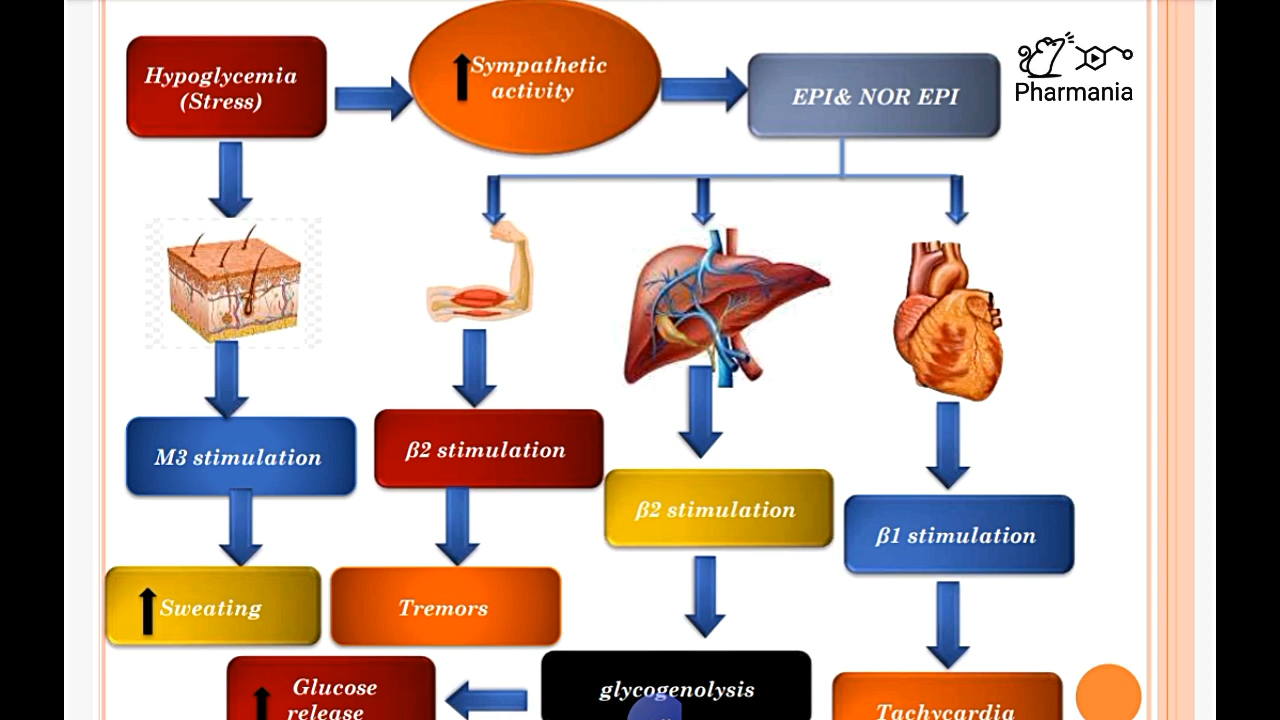 Hypoglycemia
(Stress)
Sympathetic
activity
EPI& NOR EPI
Pharmania
M3 stimulation
β2 stimulation
β2 stimulation
β1 stimulation
Sweating
Tremors
Glucose
release
glycogenolysis
Tachycardia